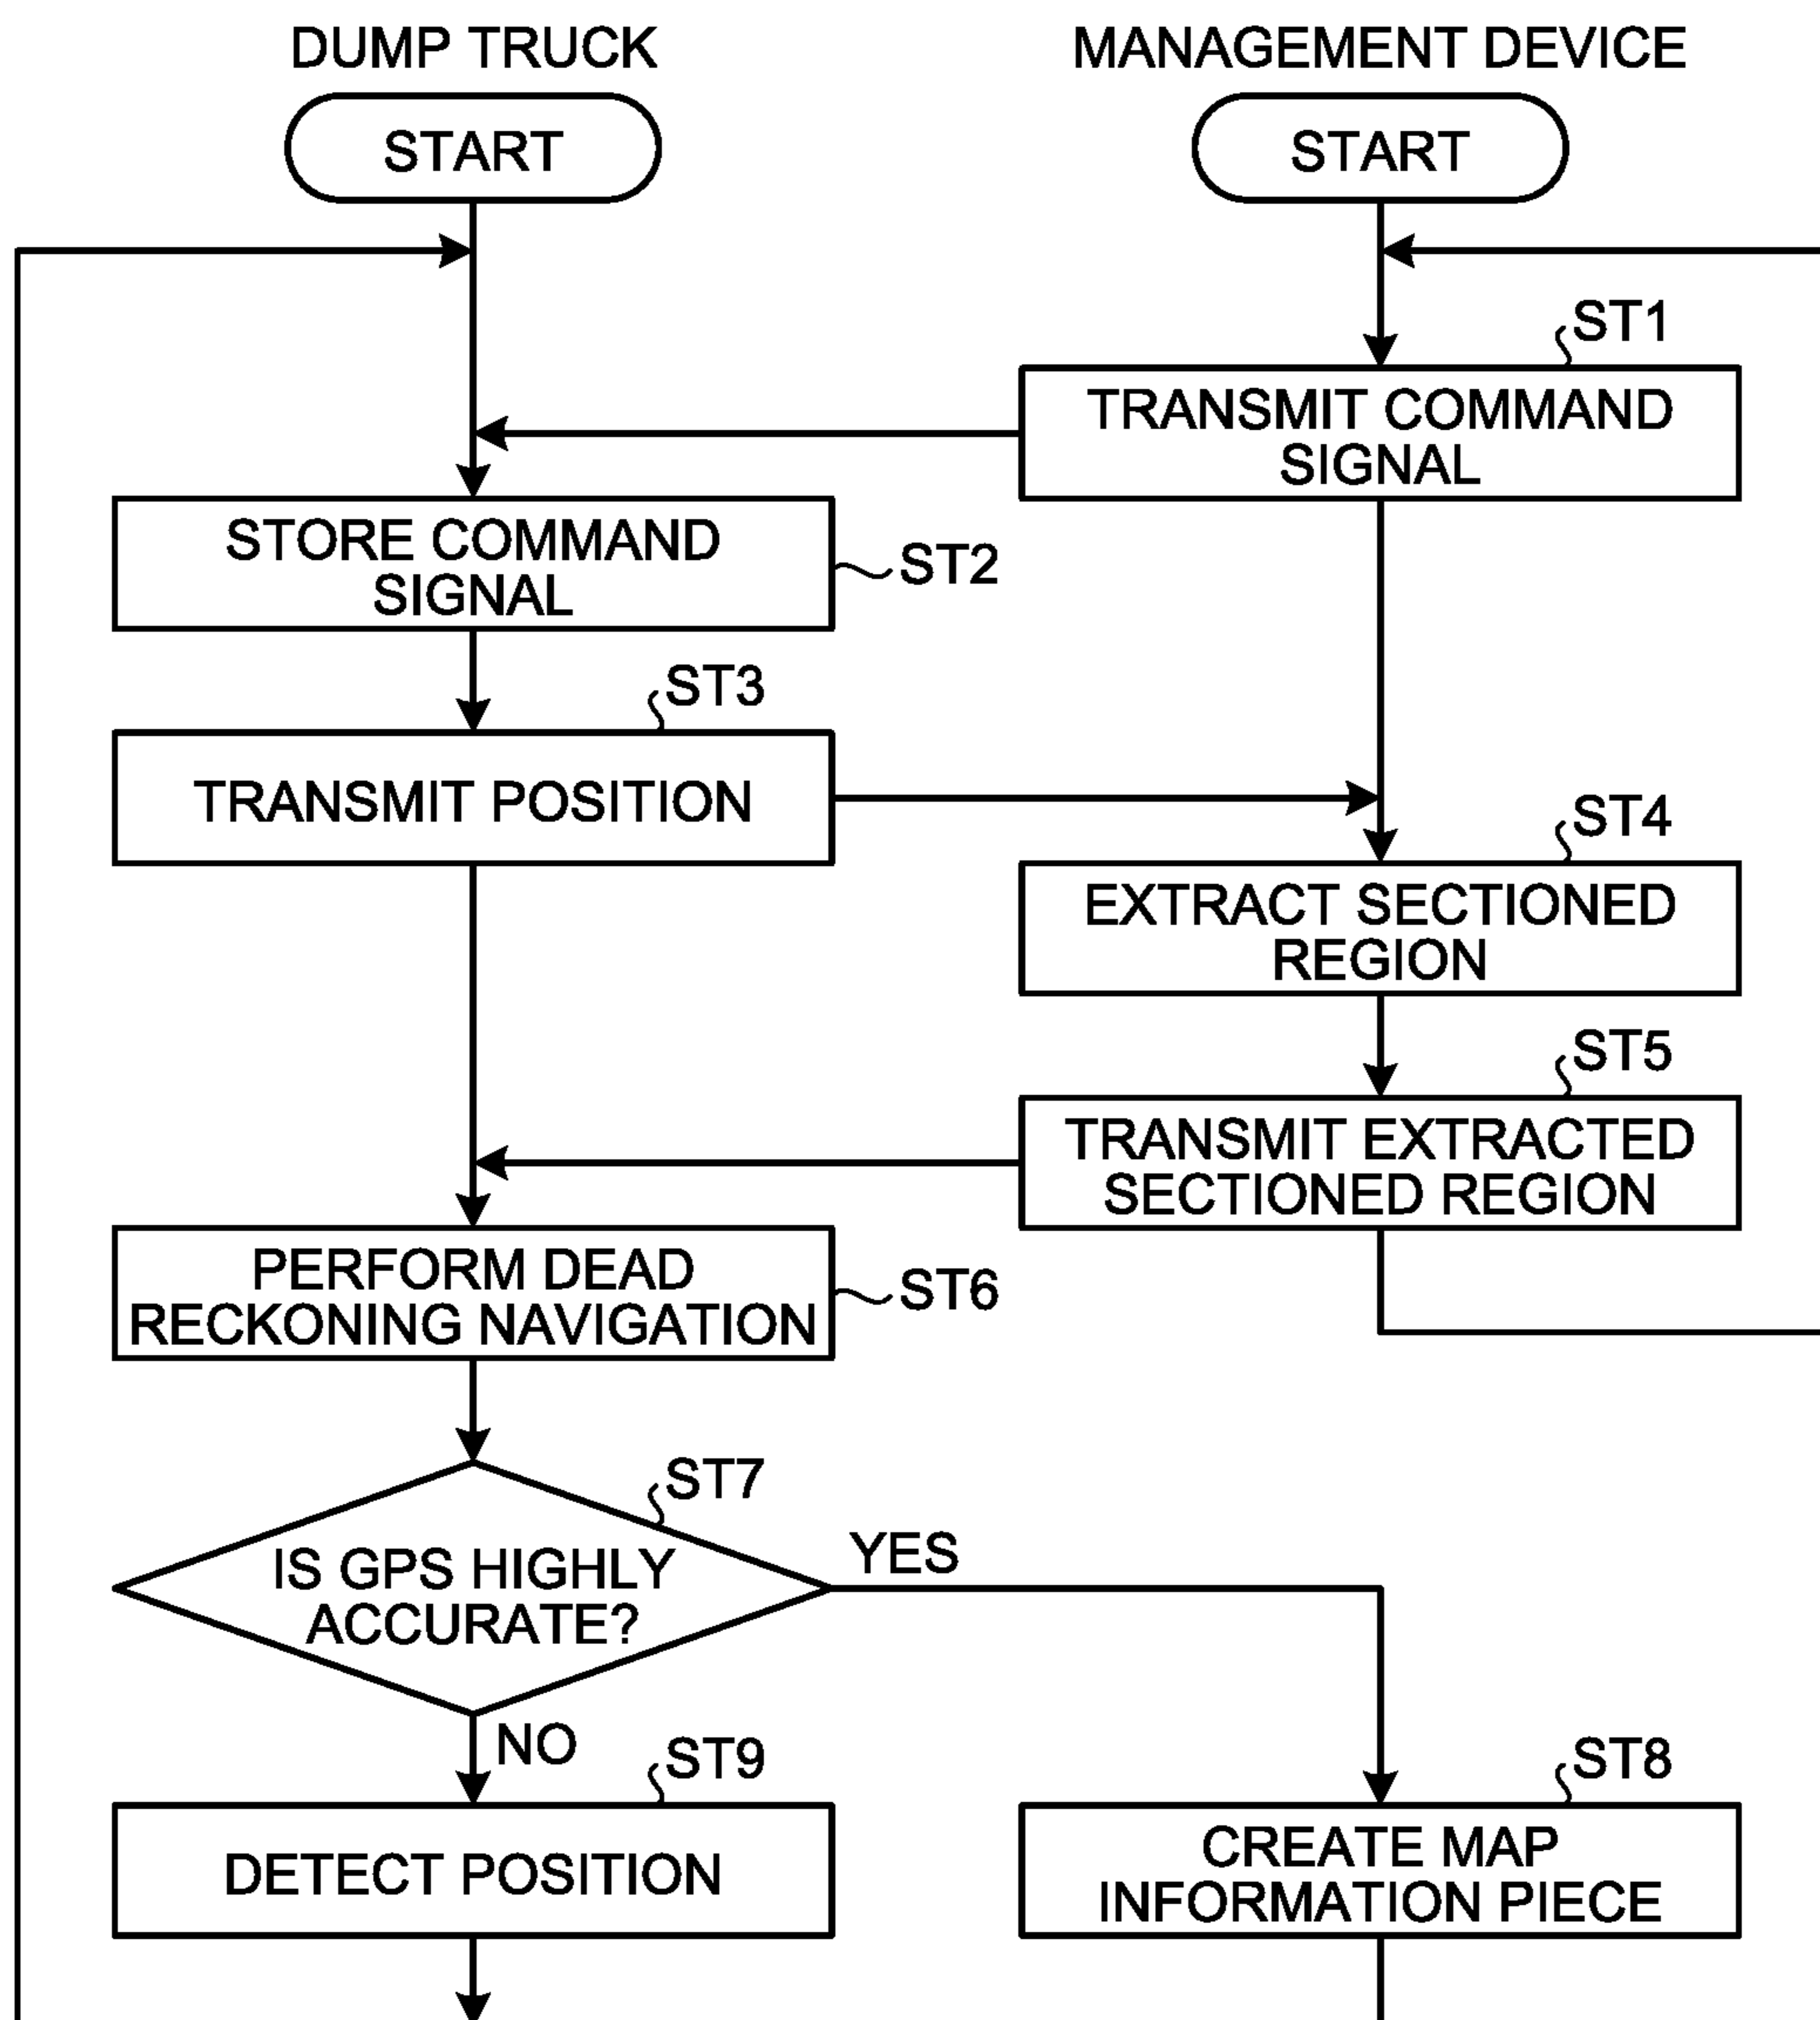 DUMP TRUCK
MANAGEMENT DEVICE
START
START
ST1
TRANSMIT COMMAND
SIGNAL
STORE COMMAND
SIGNAL
ST2
ST3
TRANSMIT POSITION
ST4
EXTRACT SECTIONED
REGION
ST5
TRANSMIT EXTRACTED
SECTIONED REGION
PERFORM DEAD
RECKONING NAVIGATION
ST6
ST7
IS GPS HIGHLY
ACCURATE?
YES
NO
ST9
DETECT POSITION
ST8
CREATE MAP
INFORMATION PIECE